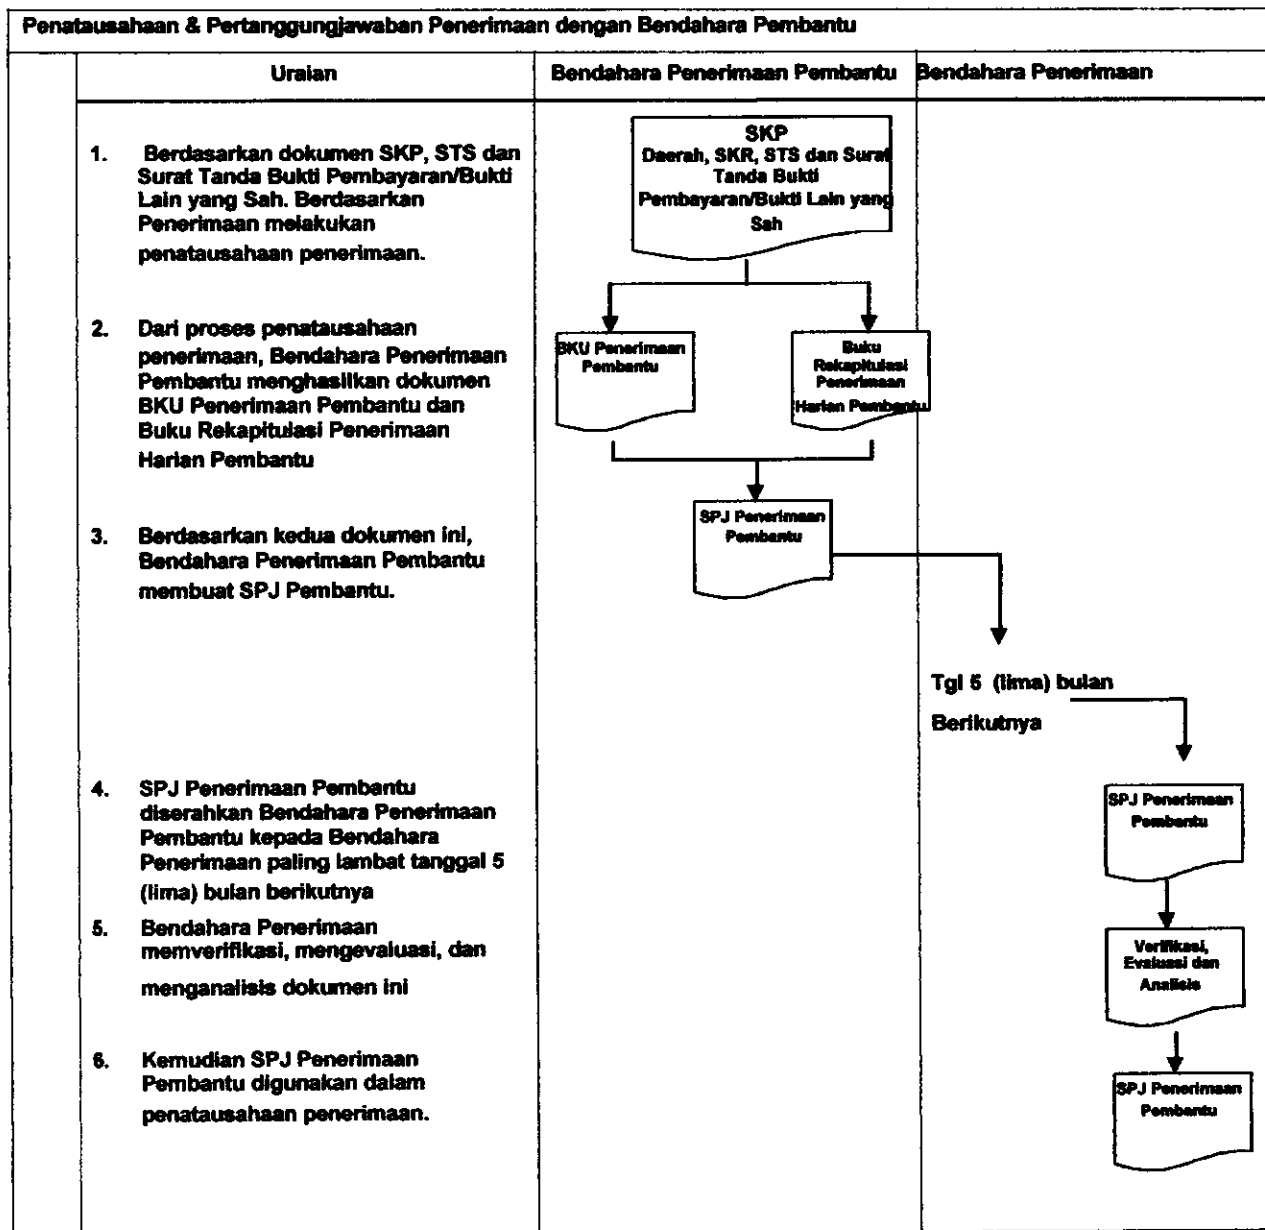 Penatausahaan & Pertanggungjawaban Penerimaan dengan Bendahara Pembantu
Uraian
Bendahara Penerimaan Pembantu
Bendahara Penerimaan
1. Berdasarkan dokumen SKP, STS dan
Surat Tanda Bukti Pembayaran/Bukti
Lain yang Sah. Berdasarkan
Penerimaan melakukan
penatausahaan penerimaan.
SKP
Daerah, SKR, STS dan Surat
Tanda Bukti
Pembayaran/Bukti Lain yang
Sah
2. Dari proses penatausahaan
penerimaan, Bendahara Penerimaan
Pembantu menghasilkan dokumen
BKU Penerimaan Pembantu dan
Buku Rekapitulasi Penerimaan
Harian Pembantu
BKU Penerimaan
Pembantu
Buku
Rekapitulasi
Penerimaan
Harian Pembantu
3. Berdasarkan kedua dokumen ini,
Bendahara Penerimaan Pembantu
membuat SPJ Pembantu.
SPJ Penerimaan
Pembantu
Tgl 5 (lima) bulan
Berikutnya
4. SPJ Penerimaan Pembantu
diserahkan Bendahara Penerimaan
Pembantu kepada Bendahara
Penerimaan paling lambat tanggal 5
(lima) bulan berikutnya
SPJ Penerimaan
Pembantu
5. Bendahara Penerimaan
memverifikasi, mengevaluasi, dan
menganalisis dokumen ini
Verifikasi,
Evaluasi dan
Analisis
6. Kemudian SPJ Penerimaan
Pembantu digunakan dalam
penatausahaan penerimaan.
SPJ Penerimaan
Pembantu